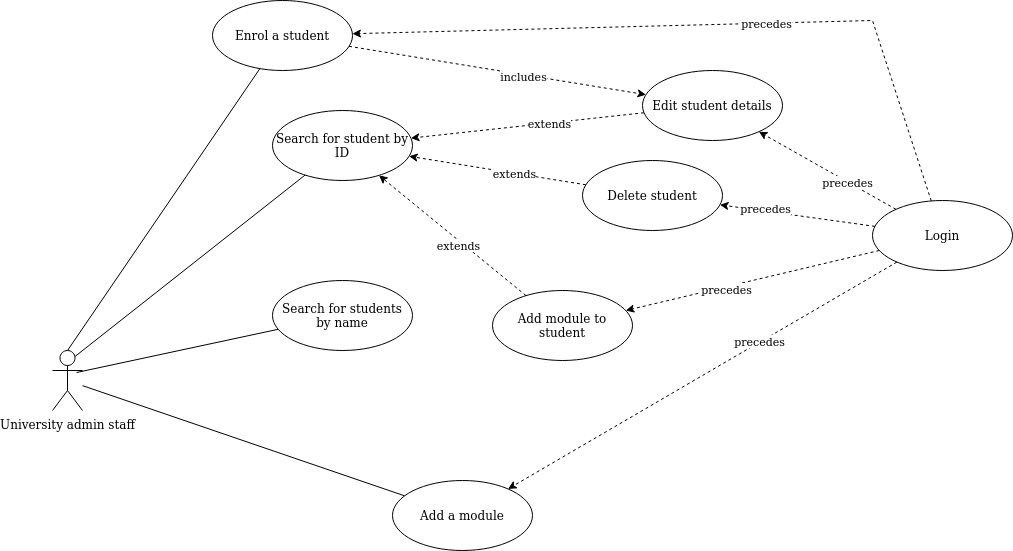 precedes
Enrol a student
includes
Edit student details
extends
Search for student by
ID
extends
precedes
Delete student
precedes
Login
extends
precedes
Search for students
by name
Add module to
student
precedes
University admin staff
Add a module